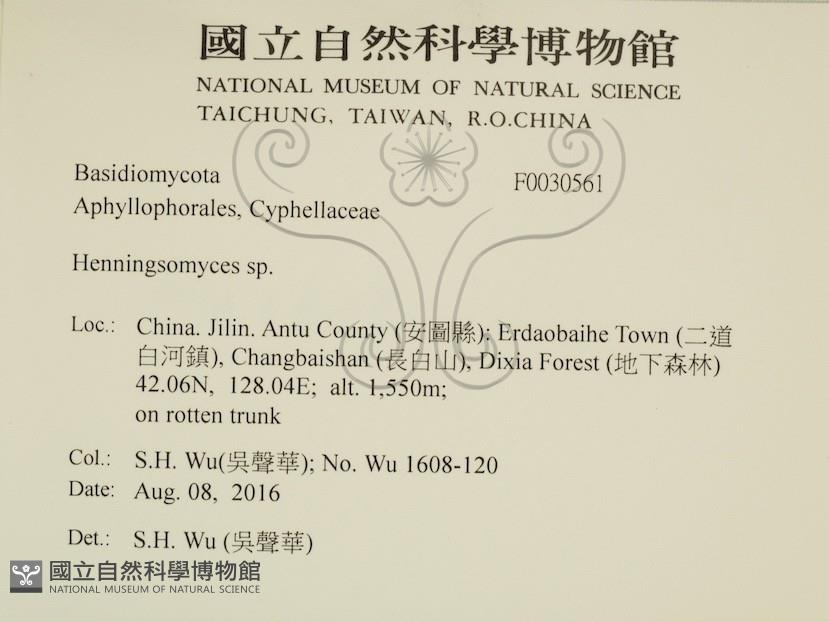 國立自然科學博物館
NATIONAL MUSEUM OF NATURAL SCIENCE
TAICHUNG, TAIWAN, R.O.CHINA
Basidiomycota F0030561
Aphyllophorales, Cyphellaceae
Henningsomyces sp.
Loc.: China. Jilin. Antu County (安圖縣): Erdaobaihe Town (二道
白河鎮), Changbaishan (長白山), Dixia Forest (地下森林)
42.06N, 128.04E; alt. 1,550m;
on rotten trunk
Col.: S.H. Wu(吳聲華); No. Wu 1608-120
Date: Aug. 08, 2016
Det.: S.H. Wu (吳聲華)
國立自然科學博物館
NATIONAL MUSEUM OF NATURAL SCIENCE